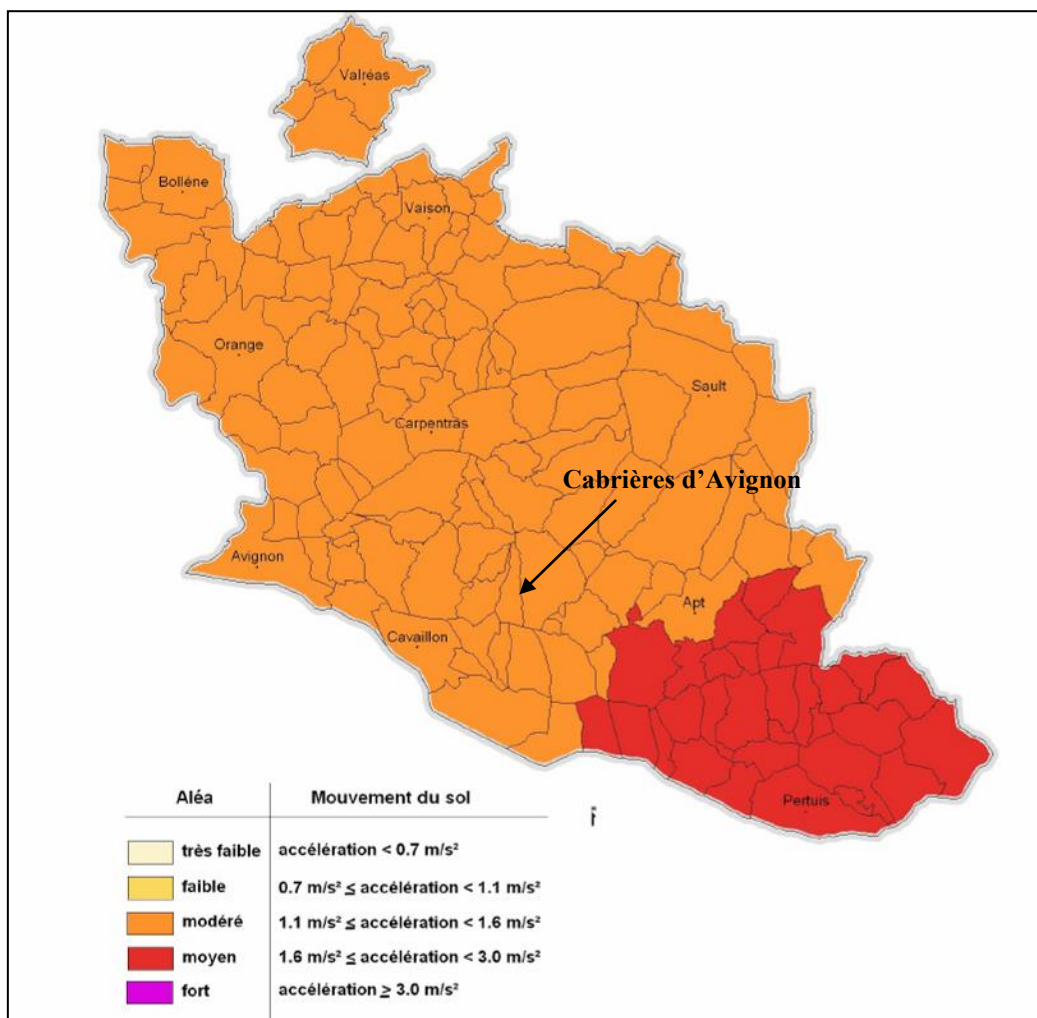 Valréas
Bollène
Vaison
Orange
Sault
Carpentras
Cabrières d’Avignon
Avignon
Apt
Cavaillon
Pertuis
Aléa Mouvement du sol
très faible accélération < 0.7 m/s²
faible 0.7 m/s² ≤ accélération < 1.1 m/s²
modéré 1.1 m/s² ≤ accélération < 1.6 m/s²
moyen 1.6 m/s² ≤ accélération < 3.0 m/s²
fort accélération ≥ 3.0 m/s²